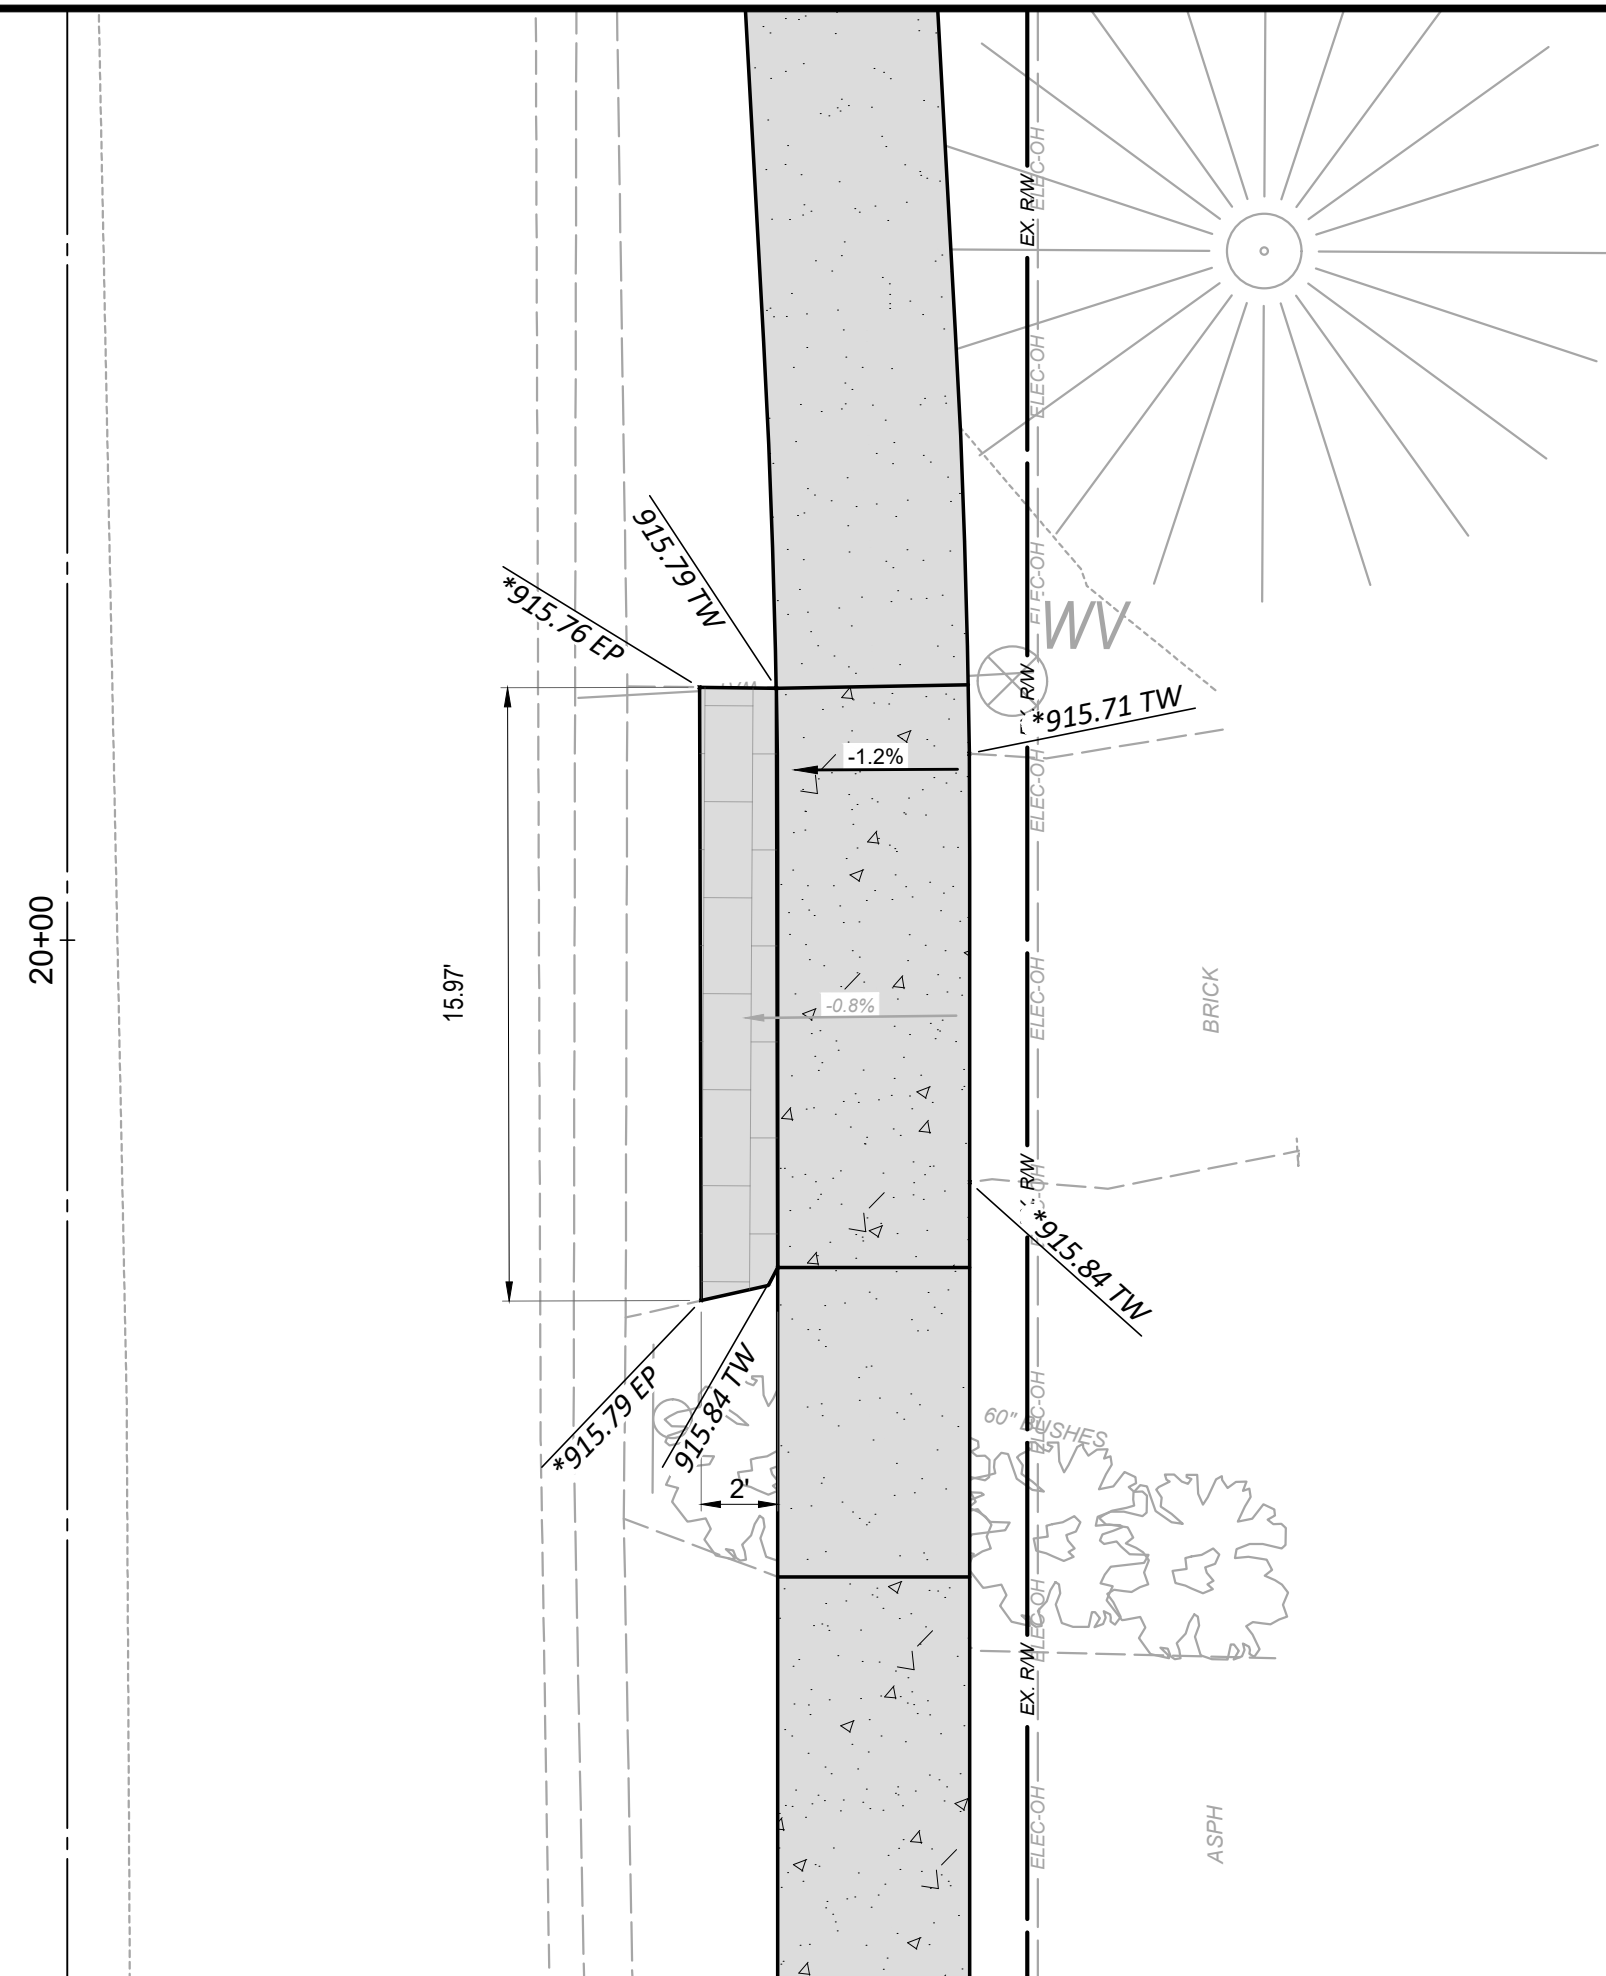 ELEC-OH
EX. R/W
ELEC-OH
915.79 TW
*915.76 EP
ELEC-OH
WV
R/W
*915.71 TW
-1.2%
ELEC-OH
20+00
15.97'
-0.8%
ELEC-OH
BRICK
R/W
*915.84 TW
*915.79 EP
915.84 TW
2'
ELEC-OH
60" BUSHES
ELEC-OH
EX. R/W
ELEC-OH
ASPH